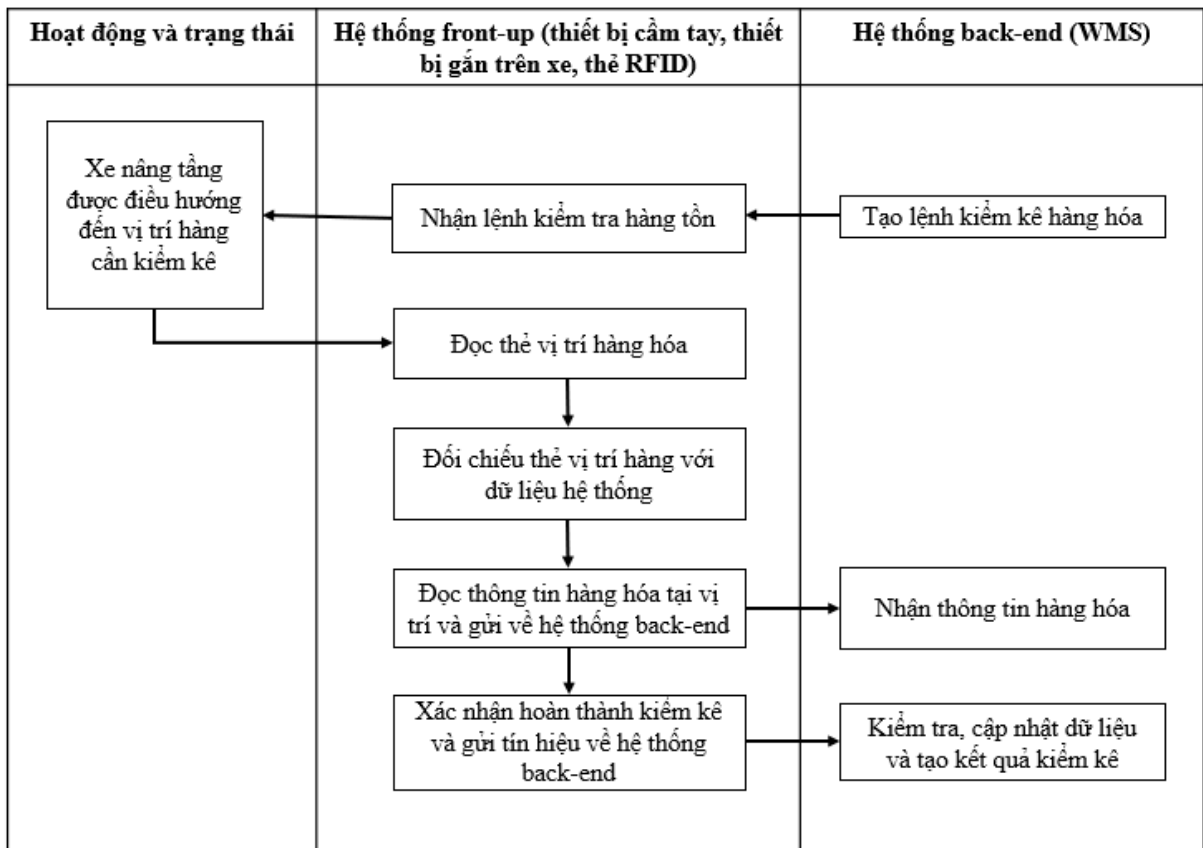 Hoạt động và trạng thái
Hệ thống front-up (thiết bị cầm tay, thiết
bị gắn trên xe, thẻ RFID)
Hệ thống back-end (WMS)
Xe nâng tầng
được điều hướng
đến vị trí hàng
cần kiểm kê
Nhận lệnh kiểm tra hàng tồn
Tạo lệnh kiểm kê hàng hóa
Đọc thẻ vị trí hàng hóa
Đối chiếu thẻ vị trí hàng với
dữ liệu hệ thống
Đọc thông tin hàng hóa tại vị
trí và gửi về hệ thống back-end
Nhận thông tin hàng hóa
Xác nhận hoàn thành kiểm kê
và gửi tín hiệu về hệ thống
back-end
Kiểm tra, cập nhật dữ liệu
và tạo kết quả kiểm kê